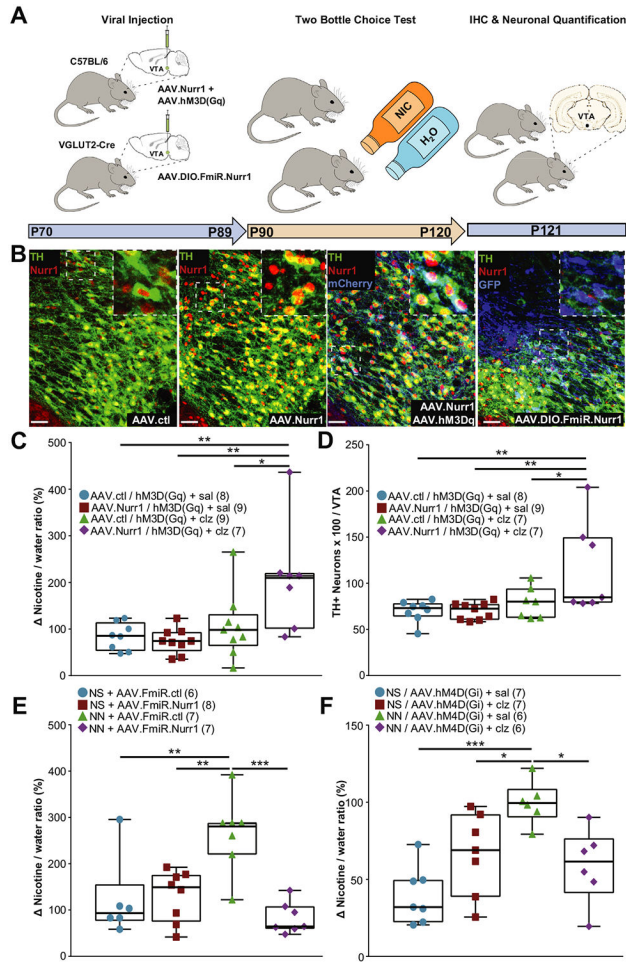 A
Viral Injection
Two Bottle Choice Test
IHC & Neuronal Quantification
C57BL/6
VTA
AAV.Nurr1 +
AAV.hM3D(Gq)
VGLUT2-Cre
VTA
AAV.DIO.FmiR.Nurr1
NIC
H2O
VTA
P70
P89
P90
P120
P121
B
TH
Nurr1
AAV.ctl
TH
Nurr1
AAV.Nurr1
TH
Nurr1
mCherry
AAV.Nurr1
AAV.hM3Dq
TH
Nurr1
GFP
AAV.DIO.FmiR.Nurr1
C
500
400
300
200
100
0
Δ Nicotine / water ratio (%)
**
**
*
AAV.ctl / hM3D(Gq) + sal (8)
AAV.Nurr1 / hM3D(Gq) + sal (9)
AAV.ctl / hM3D(Gq) + clz (9)
AAV.Nurr1 / hM3D(Gq) + clz (7)
D
250
200
150
100
50
0
TH+ Neurons x 100 / VTA
**
**
*
AAV.ctl / hM3D(Gq) + sal (8)
AAV.Nurr1 / hM3D(Gq) + sal (9)
AAV.ctl / hM3D(Gq) + clz (7)
AAV.Nurr1 / hM3D(Gq) + clz (7)
E
NS + AAV.FmiR.ctl (6)
NS + AAV.FmiR.Nurr1 (8)
NN + AAV.FmiR.ctl (7)
NN + AAV.FmiR.Nurr1 (7)
500
400
300
200
100
0
Δ Nicotine / water ratio (%)
**
**
***
F
NS / AAV.hM4D(Gi) + sal (7)
NS / AAV.hM4D(Gi) + clz (7)
NN / AAV.hM4D(Gi) + sal (6)
NN / AAV.hM4D(Gi) + clz (6)
150
100
50
0
Δ Nicotine / water ratio (%)
***
*
*